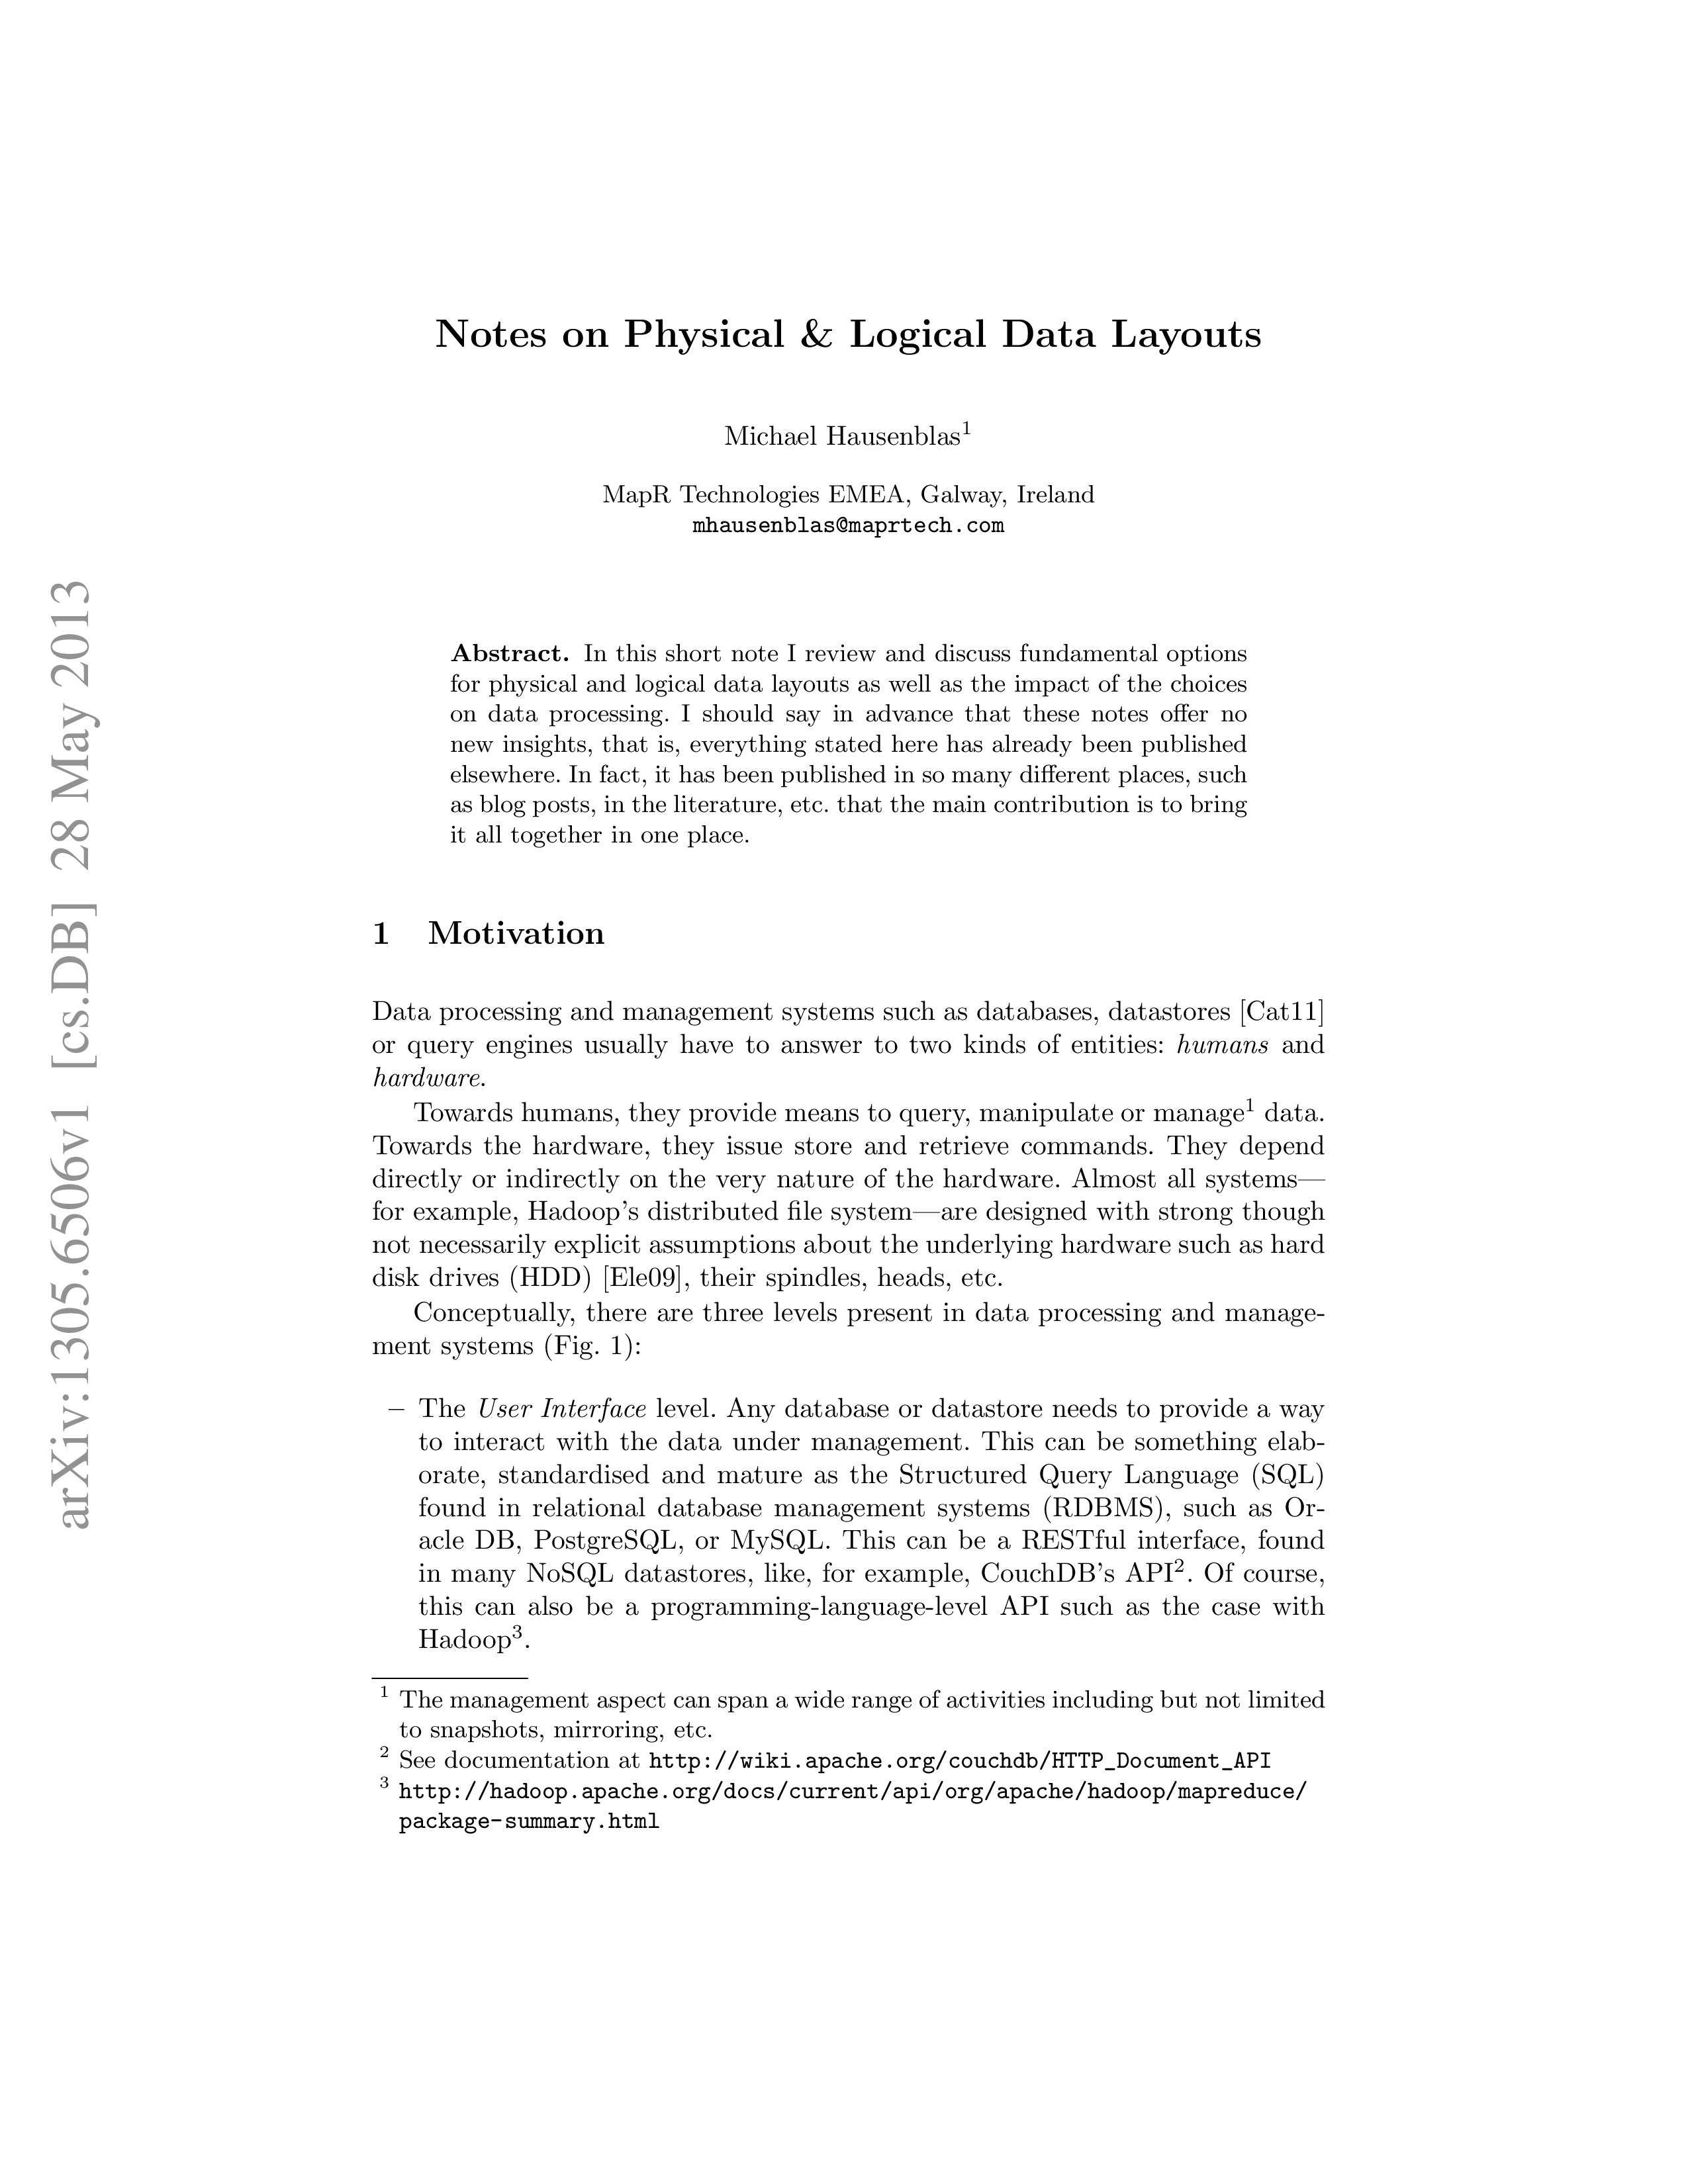 Notes on Physical & Logical Data Layouts
Michael Hausenblas1
MapR Technologies EMEA, Galway, Ireland
mhausenblas@maprtech.com
Abstract. In this short note I review and discuss fundamental options
for physical and logical data layouts as well as the impact of the choices
on data processing. I should say in advance that these notes offer no
new insights, that is, everything stated here has already been published
elsewhere. In fact, it has been published in so many different places, such
as blog posts, in the literature, etc. that the main contribution is to bring
it all together in one place.
1 Motivation
Data processing and management systems such as databases, datastores [Cat11]
or query engines usually have to answer to two kinds of entities: humans and
hardware.
Towards humans, they provide means to query, manipulate or manage1 data.
Towards the hardware, they issue store and retrieve commands. They depend
directly or indirectly on the very nature of the hardware. Almost all systems—
for example, Hadoop's distributed file system—are designed with strong though
not necessarily explicit assumptions about the underlying hardware such as hard
disk drives (HDD) [Ele09], their spindles, heads, etc.
Conceptually, there are three levels present in data processing and manage-
ment systems (Fig. 1):
– The User Interface level. Any database or datastore needs to provide a way
to interact with the data under management. This can be something elab-
orate, standardised and mature as the Structured Query Language (SQL)
found in relational database management systems (RDBMS), such as Or-
acle DB, PostgreSQL, or MySQL. This can be a RESTful interface, found
in many NoSQL datastores, like, for example, CouchDB's API2. Of course,
this can also be a programming-language-level API such as the case with
Hadoop3.
1 The management aspect can span a wide range of activities including but not limited
to snapshots, mirroring, etc.
2 See documentation at http://wiki.apache.org/couchdb/HTTP_Document_API
3 http://hadoop.apache.org/docs/current/api/org/apache/hadoop/mapreduce/
package-summary.html
arXiv:1305.6506v1 [cs.DB] 28 May 2013